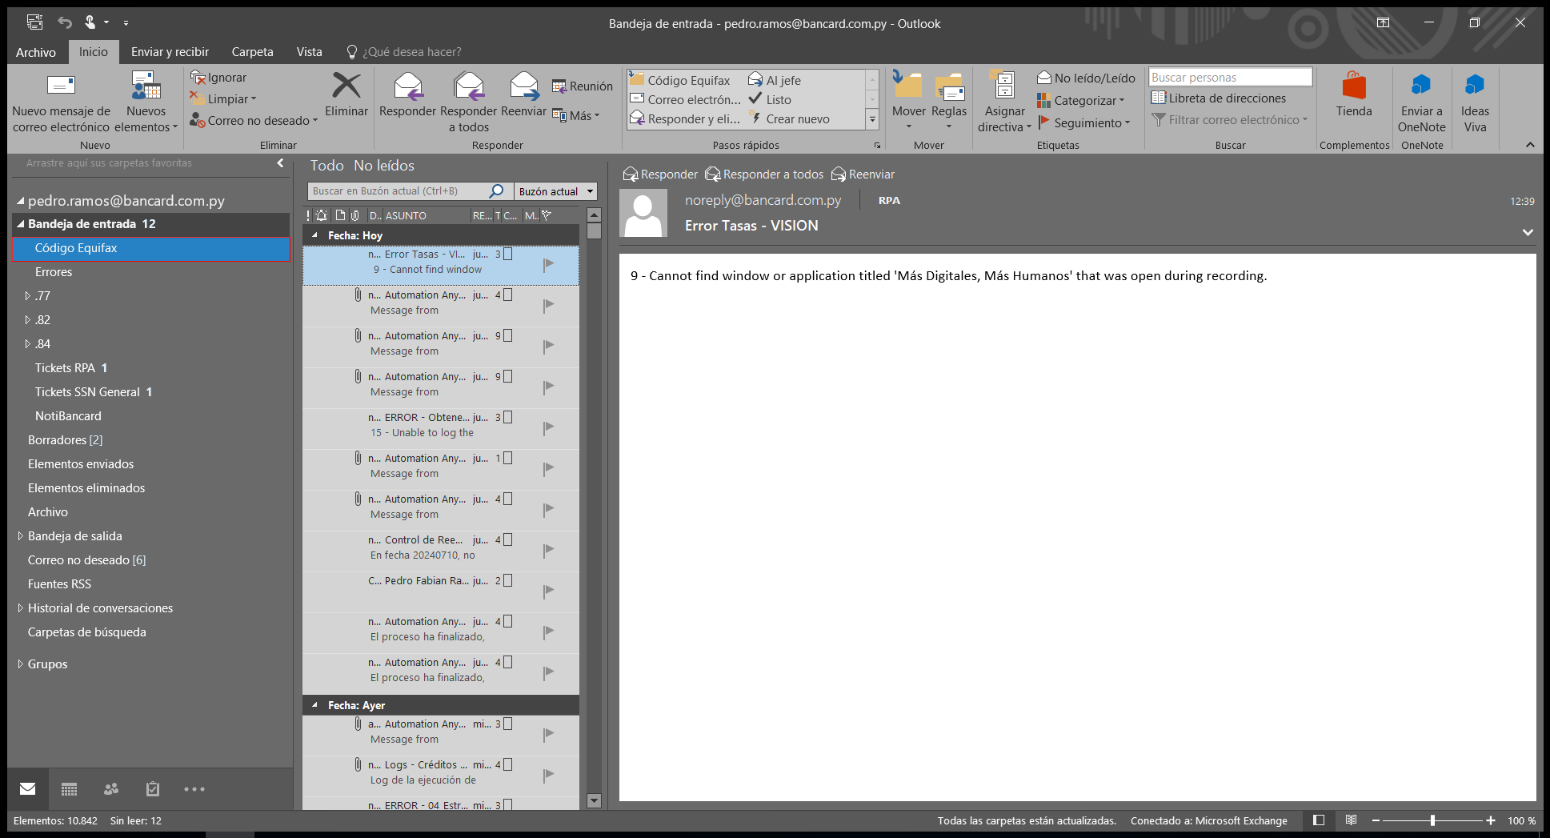 Bandeja de entrada - pedro.ramos@bancard.com.py - Outlook
Archivo Inicio Enviar y recibir Carpeta Vista ¿Qué desea hacer?
Nuevo mensaje de correo electrónico
Nuevos elementos
Nuevo
Ignorar
Limpiar
Correo no deseado
Eliminar
Eliminar
Responder
Responder a todos
Reenviar
Reunión
Más
Responder
Código Equifax
Correo electrón...
Responder y eli...
Al jefe
Listo
Crear nuevo
Pasos rápidos
Mover
Reglas
Mover
Asignar directiva
No leído/Leído
Categorizar
Seguimiento
Etiquetas
Buscar personas
Libreta de direcciones
Filtrar correo electrónico
Buscar
Tienda
Complementos
Enviar a OneNote
OneNote
Ideas Viva
Arrastre aquí sus carpetas favoritas
pedro.ramos@bancard.com.py
Bandeja de entrada 12
Código Equifax
Errores
.77
.82
.84
Tickets RPA 1
Tickets SSN General 1
NotiBancard
Borradores [2]
Elementos enviados
Elementos eliminados
Archivo
Bandeja de salida
Correo no deseado [6]
Fuentes RSS
Historial de conversaciones
Carpetas de búsqueda
Grupos
Todo No leídos
Buscar en Buzón actual (Ctrl+B) Buzón actual
! D... ASUNTO RE... T C... M...
Fecha: Hoy
n... Error Tasas - VI... ju... 3
9 - Cannot find window
n... Automation Any... ju... 4
Message from
n... Automation Any... ju... 9
Message from
n... Automation Any... ju... 9
Message from
n... ERROR - Obtene... ju... 3
15 - Unable to log the
n... Automation Any... ju... 1
Message from
n... Automation Any... ju... 4
Message from
n... Control de Ree... ju... 4
En fecha 20240710, no
C... Pedro Fabian Ra... ju... 2
n... Automation Any... ju... 4
El proceso ha finalizado,
n... Automation Any... ju... 4
El proceso ha finalizado,
Fecha: Ayer
a... Automation Any... mi... 3
Message from
n... Logs - Créditos ... mi... 4
Log de la ejecución de
n... ERROR - 04 Estr... mi... 3
Responder Responder a todos Reenviar
noreply@bancard.com.py RPA 12:39
Error Tasas - VISION
9 - Cannot find window or application titled 'Más Digitales, Más Humanos' that was open during recording.
Elementos: 10.842 Sin leer: 12 Todas las carpetas están actualizadas. Conectado a: Microsoft Exchange 100 %